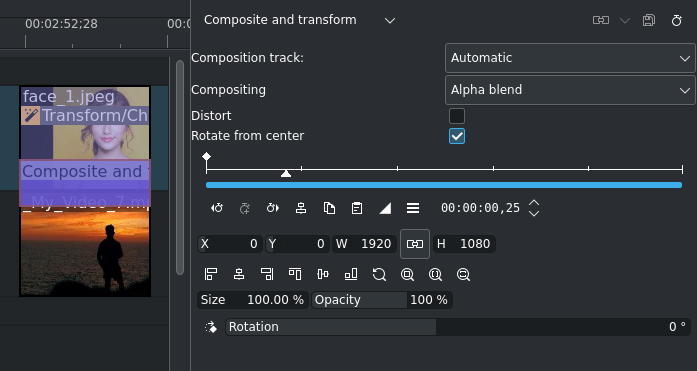 00:02:52;28
00:0
face_1.jpeg
Transform/Ch
Composite and
_My_Video_7.m
Composite and transform
Composition track:
Automatic
Compositing
Alpha blend
Distort
Rotate from center
00:00:00,25
X 0 Y 0 W 1920 H 1080
Size 100.00 % Opacity 100 %
Rotation 0 °